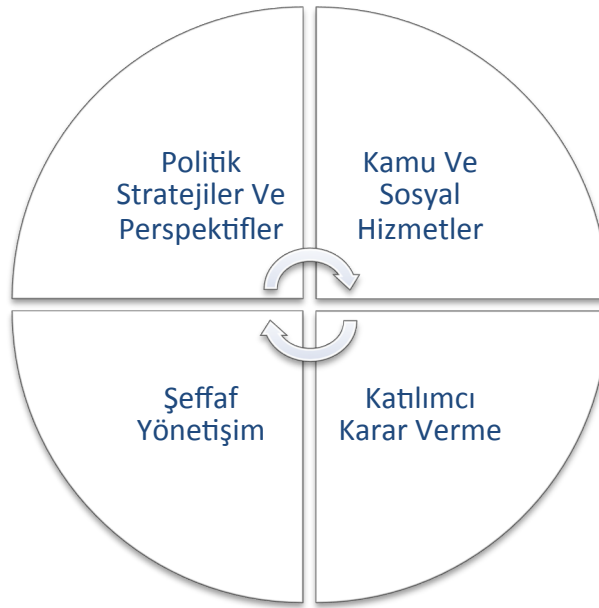 Politik
Stratejiler Ve
Perspektifler
Kamu Ve
Sosyal
Hizmetler
Şeffaf
Yönetişim
Katılımcı
Karar Verme